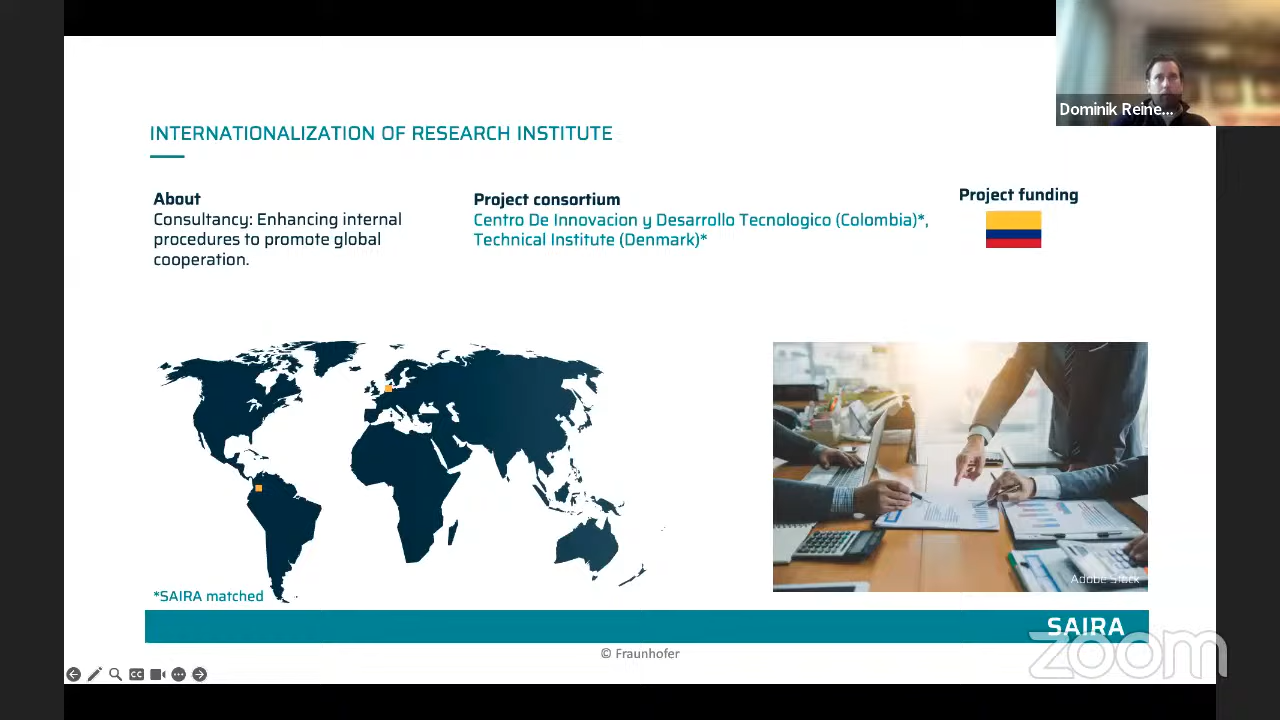 Dominik Reine...
INTERNATIONALIZATION OF RESEARCH INSTITUTE
About
Consultancy: Enhancing internal
procedures to promote global
cooperation.
Project consortium
Centro De Innovacion y Desarrollo Tecnologico (Colombia)*,
Technical Institute (Denmark)*
Project funding
*SAIRA matched
Adobe Stock
SAIRA
zoom
© Fraunhofer
CC